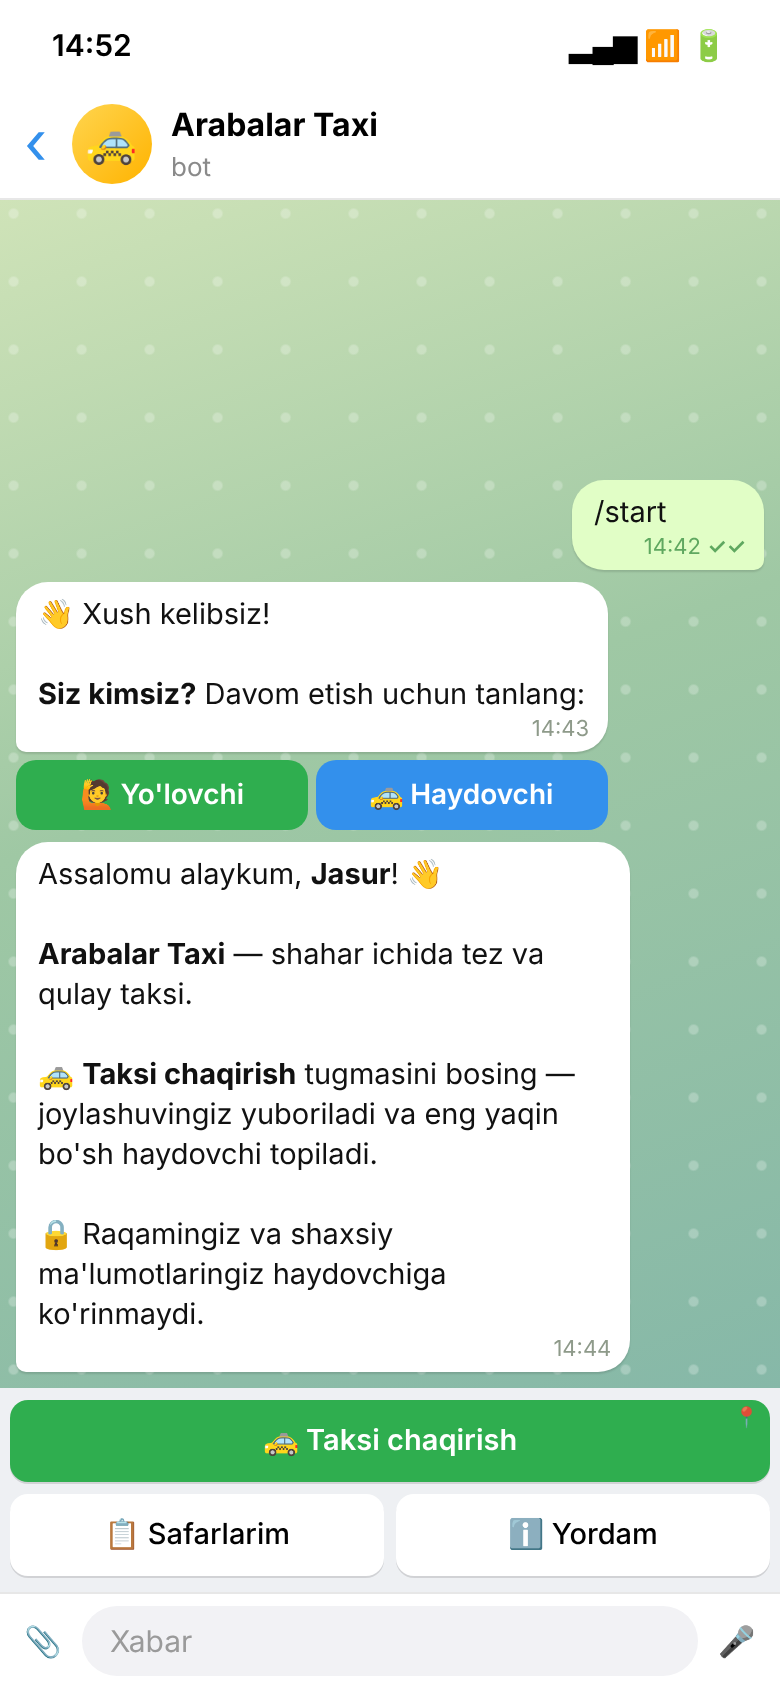 14:52
Arabalar Taxi
bot
/start
14:42
👋 Xush kelibsiz!
Siz kimsiz? Davom etish uchun tanlang:
14:43
🙋 Yo'lovchi
🚕 Haydovchi
Assalomu alaykum, Jasur! 👋
Arabalar Taxi — shahar ichida tez va
qulay taksi.
🚕 Taksi chaqirish tugmasini bosing —
joylashuvingiz yuboriladi va eng yaqin
bo'sh haydovchi topiladi.
🔒 Raqamingiz va shaxsiy
ma'lumotlaringiz haydovchiga
ko'rinmaydi.
14:44
🚕 Taksi chaqirish
📋 Safarlarim
ℹ️ Yordam
Xabar